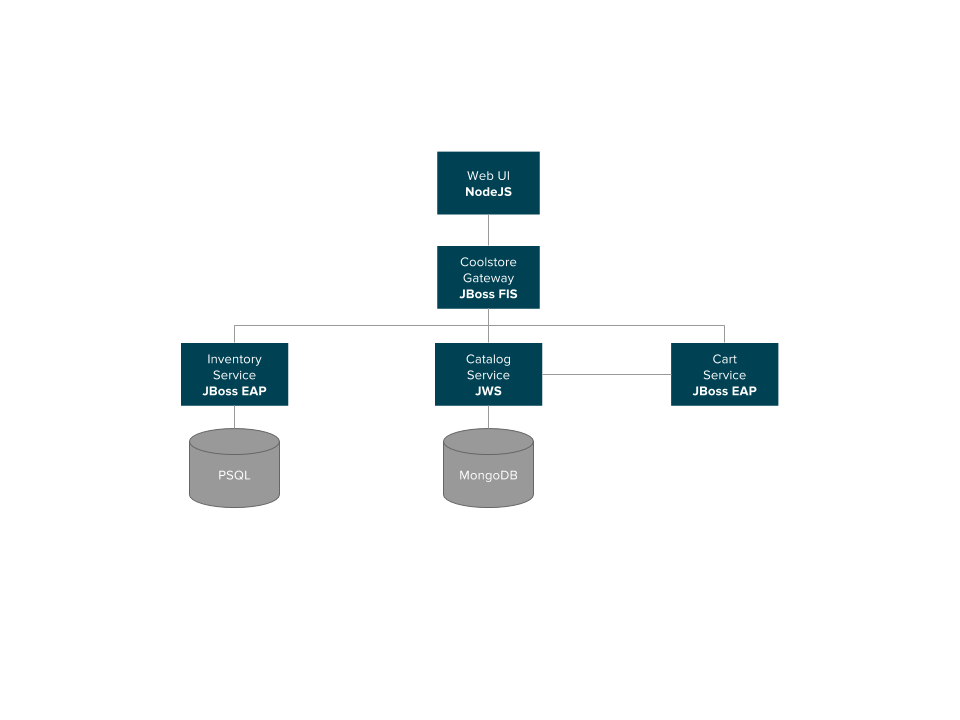 Web UI
NodeJS
Coolstore
Gateway
JBoss FIS
Inventory
Service
JBoss EAP
Catalog
Service
JWS
Cart
Service
JBoss EAP
PSQL
MongoDB